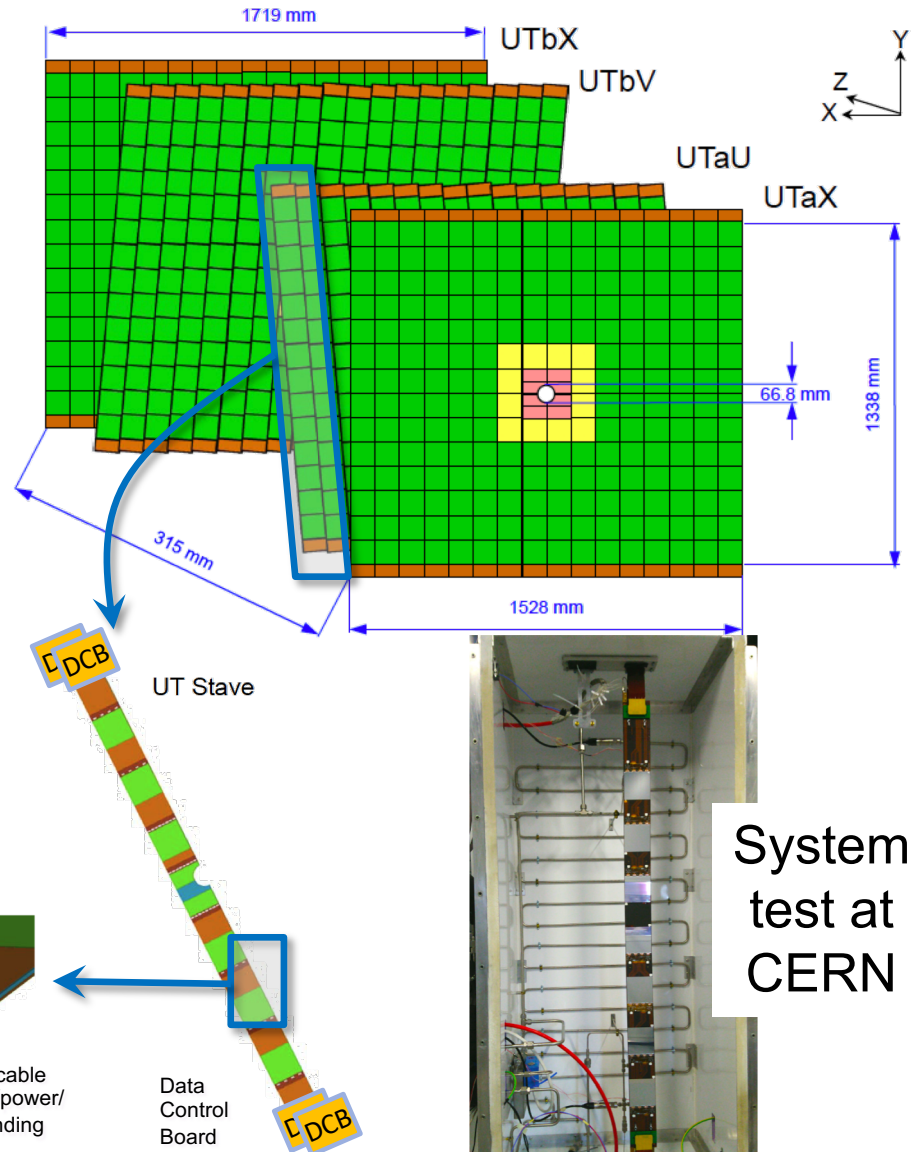 1719 mm
UTbX
Y
UTbV
Z
X
UTaU
UTaX
66.8 mm
1338 mm
315 mm
1528 mm
D
DCB
UT Stave
System
test at
CERN
cable
power/
nding
Data
Control
Board
D
DCB